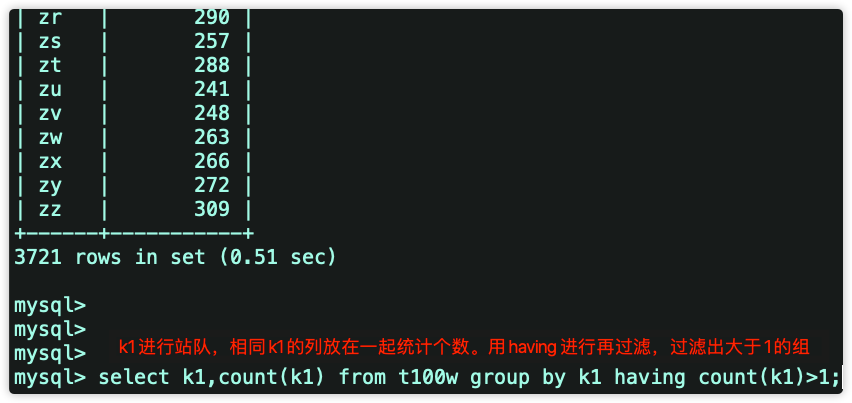 | zr   |       290 |
| zs   |       257 |
| zt   |       288 |
| zu   |       241 |
| zv   |       248 |
| zw   |       263 |
| zx   |       266 |
| zy   |       272 |
| zz   |       309 |
+------+-----------+
3721 rows in set (0.51 sec)
mysql>
mysql>
k1进行站队，相同k1的列放在一起统计个数。用having进行再过滤，过滤出大于1的组
mysql>
mysql> select k1,count(k1) from t100w group by k1 having count(k1)>1;